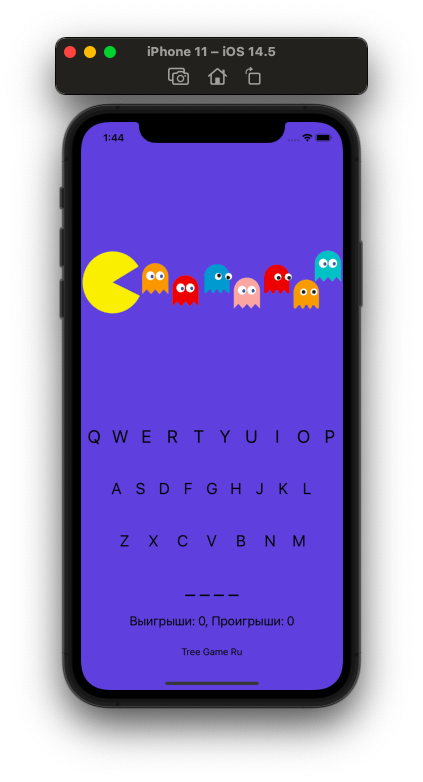 iPhone 11 – iOS 14.5
1:44
Q W E R T Y U I O P
A S D F G H J K L
Z X C V B N M
_ _ _ _
Выигрыши: 0, Проигрыши: 0
Tree Game Ru